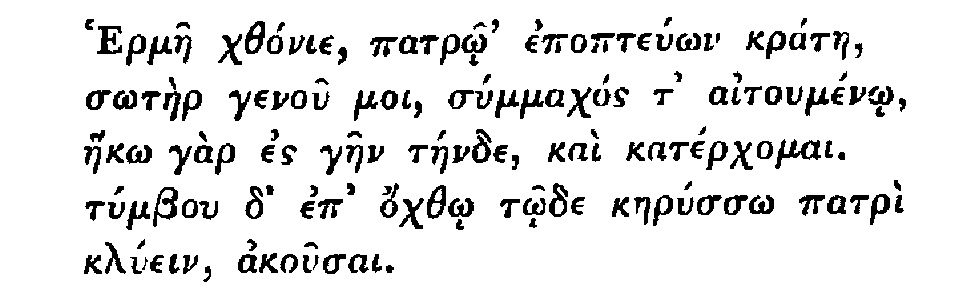 Ἑρμῆ χθόνιε, πατρῷ' ἐποπτεύων κράτη,
σωτὴρ γενοῦ μοι, σύμμαχός τ' αἰτουμένῳ,
ἥκω γὰρ ἐς γῆν τήνδε, καὶ κατέρχομαι.
τύμβου δ' ἐπ' ὄχθῳ τῷδε κηρύσσω πατρὶ
κλύειν, ἀκοῦσαι.